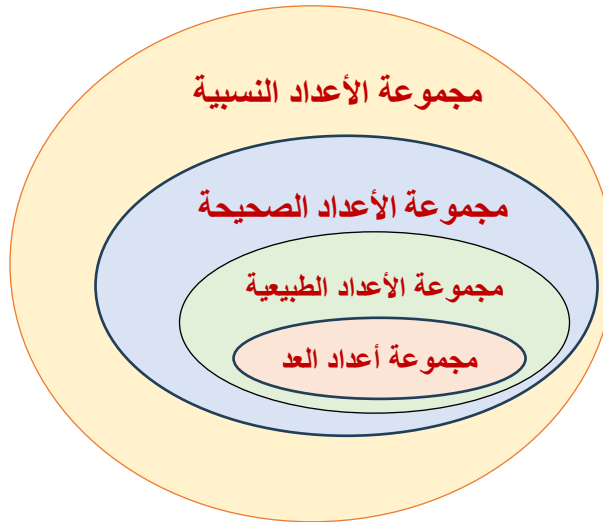 مجموعة الأعداد النسبية
مجموعة الأعداد الصحيحة
مجموعة الأعداد الطبيعية
مجموعة أعداد العد